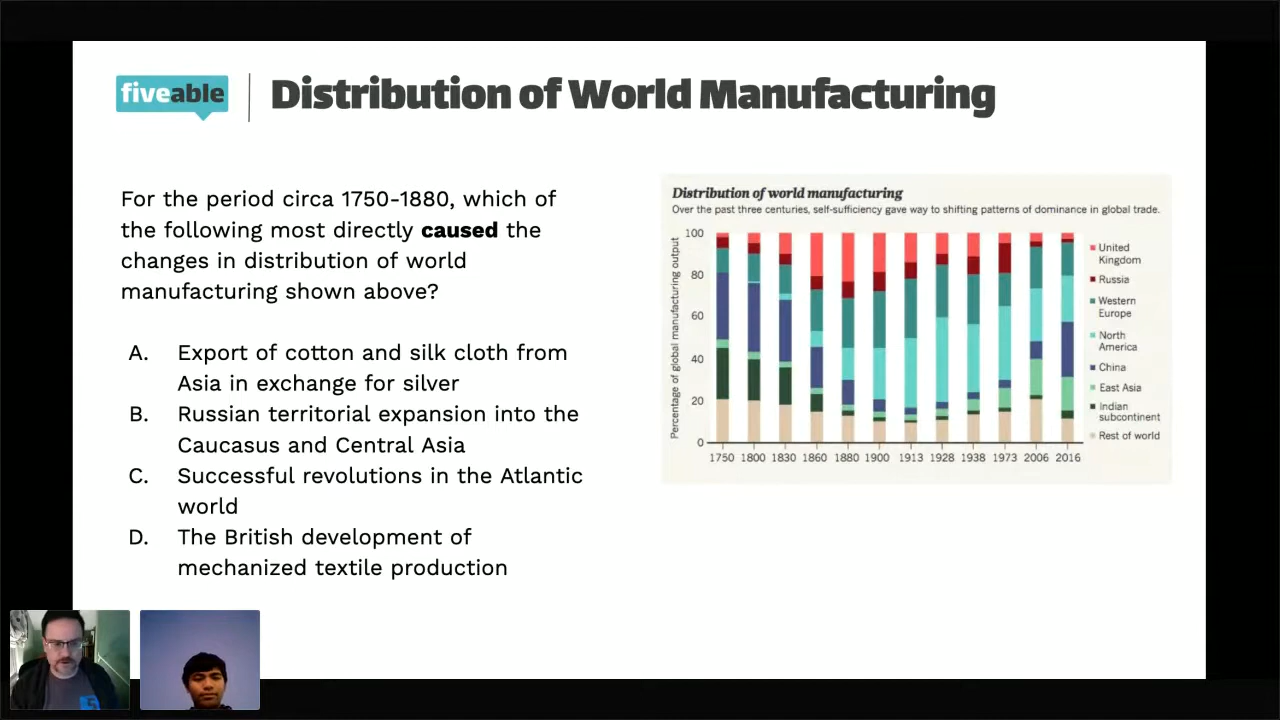 fiveable
Distribution of World Manufacturing
For the period circa 1750-1880, which of
the following most directly caused the
changes in distribution of world
manufacturing shown above?
A. Export of cotton and silk cloth from
Asia in exchange for silver
B. Russian territorial expansion into the
Caucasus and Central Asia
C. Successful revolutions in the Atlantic
world
D. The British development of
mechanized textile production
Distribution of world manufacturing
Over the past three centuries, self-sufficiency gave way to shifting patterns of dominance in global trade.
Percentage of global manufacturing output
100
80
60
40
20
0
1750 1800 1830 1860 1880 1900 1913 1928 1938 1973 2006 2016
United
Kingdom
Russia
Western
Europe
North
America
China
East Asia
Indian
subcontinent
Rest of world